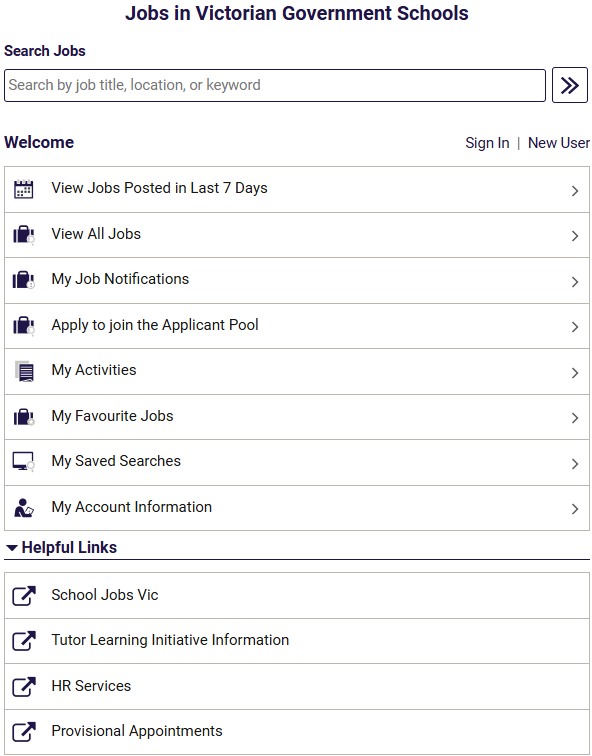 Jobs in Victorian Government Schools
Search Jobs
Search by job title, location, or keyword
Welcome
Sign In | New User
View Jobs Posted in Last 7 Days
View All Jobs
My Job Notifications
Apply to join the Applicant Pool
My Activities
My Favourite Jobs
My Saved Searches
My Account Information
Helpful Links
School Jobs Vic
Tutor Learning Initiative Information
HR Services
Provisional Appointments